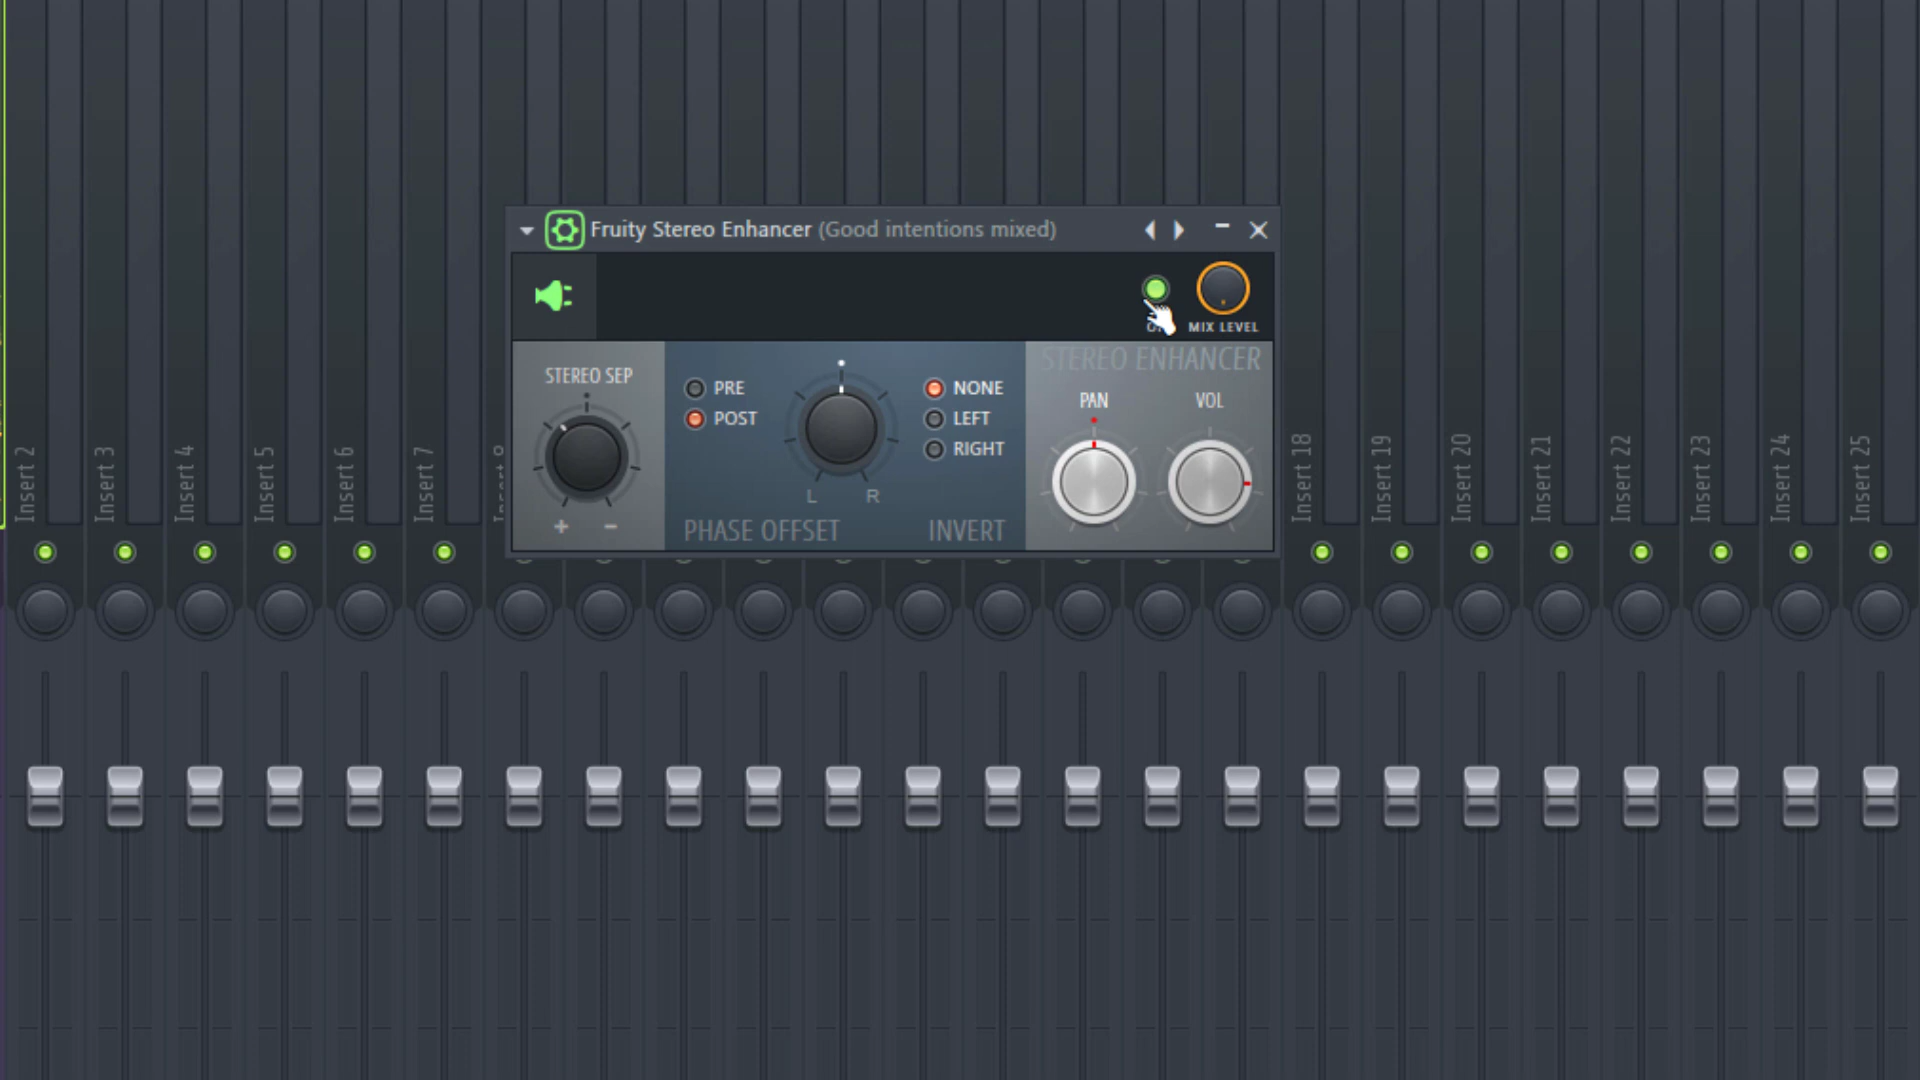 Fruity Stereo Enhancer (Good intentions mixed)
MIX LEVEL
STEREO SEP
+ −
PRE
POST
L R
PHASE OFFSET
NONE
LEFT
RIGHT
INVERT
STEREO ENHANCER
PAN VOL
Insert 2
Insert 3
Insert 4
Insert 5
Insert 6
Insert 7
Insert 18
Insert 19
Insert 20
Insert 21
Insert 22
Insert 23
Insert 24
Insert 25